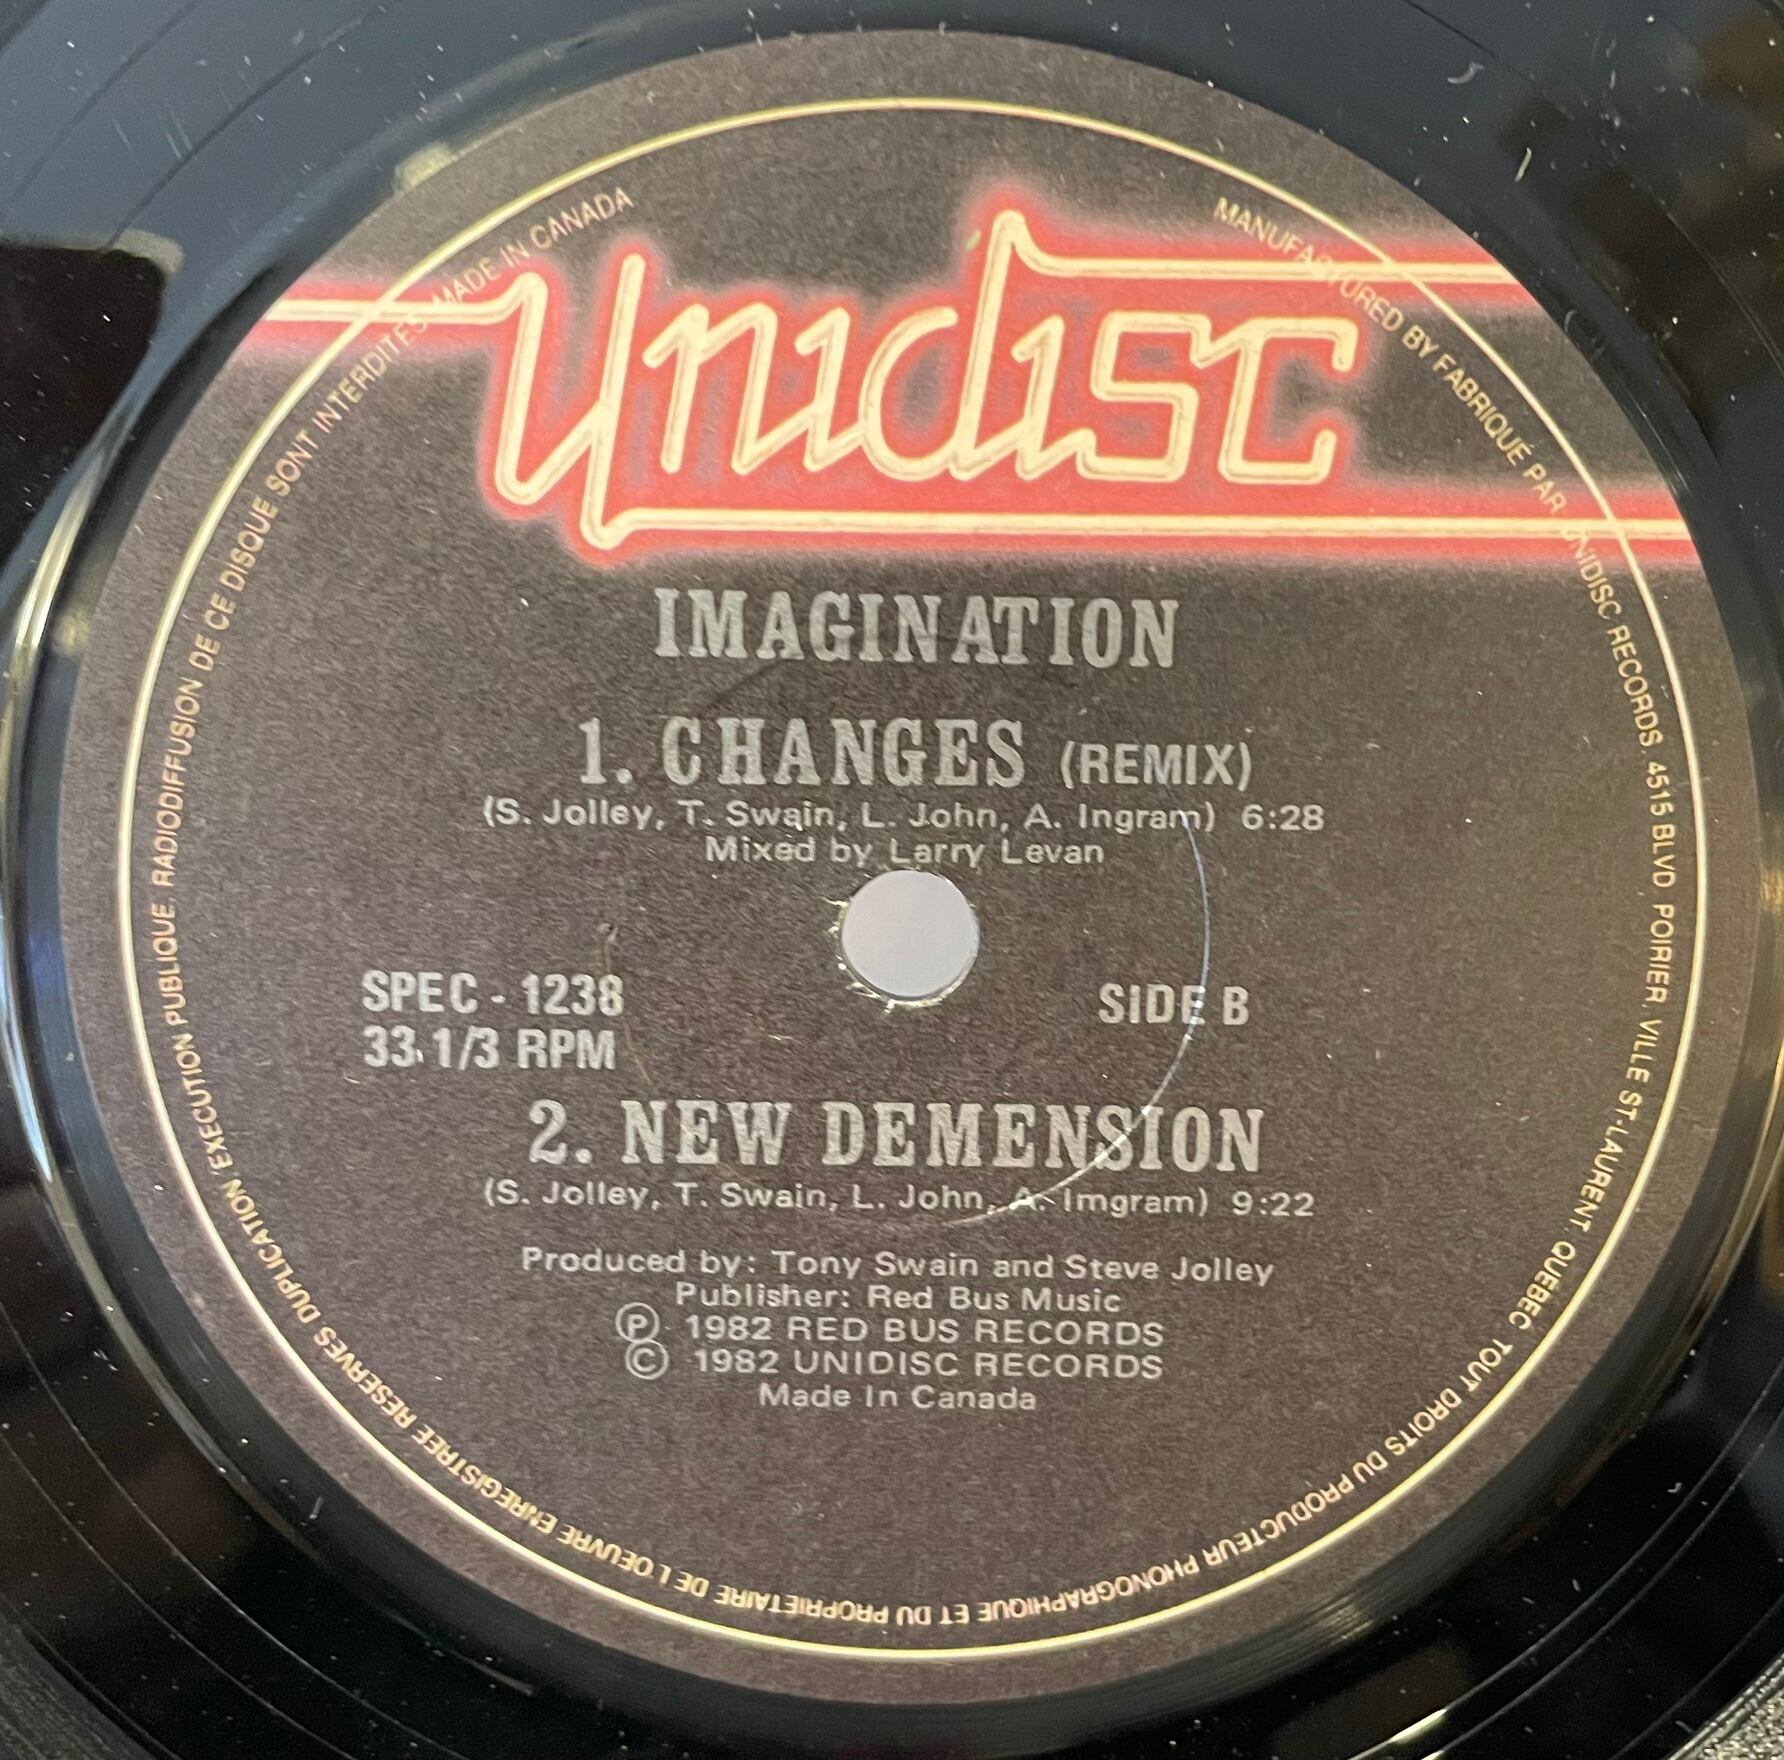 Unidisc
IMAGINATION
1. CHANGES (REMIX)
(S. Jolley, T. Swain, L. John, A. Ingram) 6:28
Mixed by Larry Levan
SPEC - 1238
SIDE B
33 1/3 RPM
2. NEW DEMENSION
(S. Jolley, T. Swain, L. John, A. Imgram) 9:22
Produced by: Tony Swain and Steve Jolley
Publisher: Red Bus Music
Ⓟ 1982 RED BUS RECORDS
© 1982 UNIDISC RECORDS
Made In Canada
MANUFACTURED BY FABRIQUÉ PAR UNIDISC RECORDS. 4515 BLVD POIRIER, VILLE ST-LAURENT, QUÉBEC. TOUT DROITS DU PRODUCTEUR PHONOGRAPHIQUE ET DU PROPRIETAIRE DE L OEUVRE ENREGISTREE RESERVES DUPLICATION, EXECUTION PUBLIQUE, RADIODIFFUSION DE CE DISQUE SONT INTERDITES. MADE IN CANADA